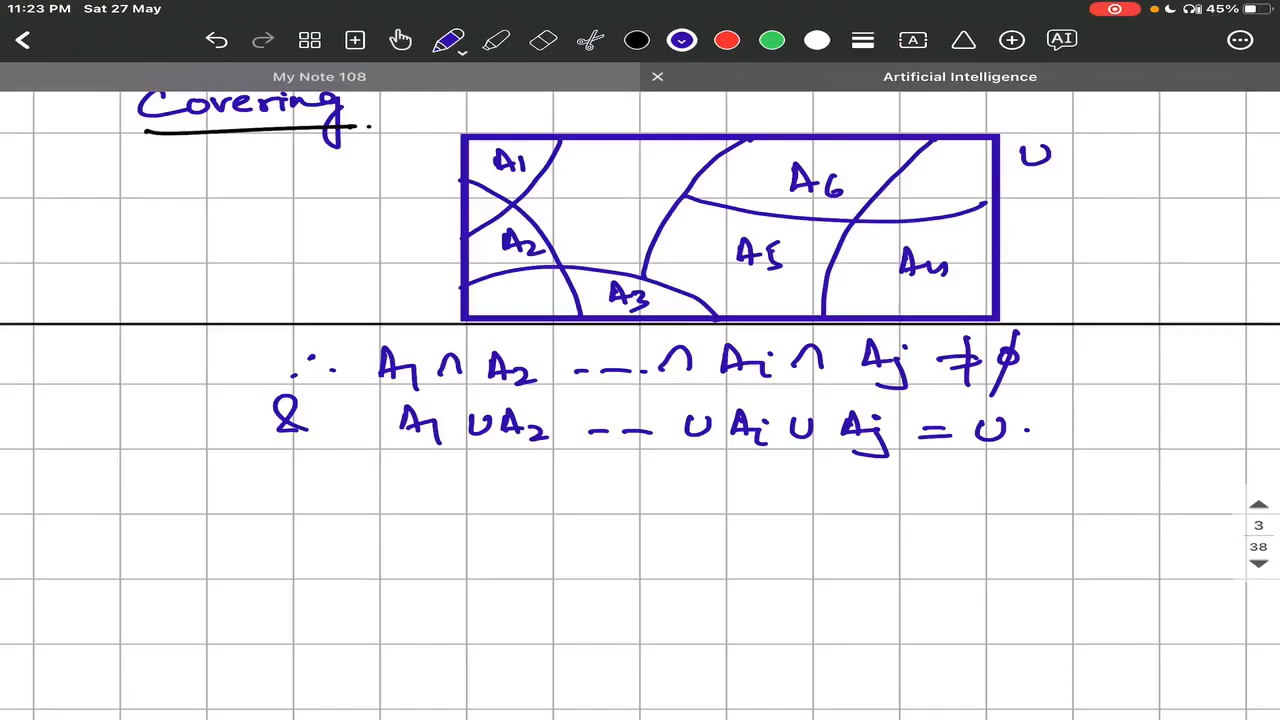 11:23 PM Sat 27 May 45%
A AI
My Note 108 Artificial Intelligence
Covering
A1 A6 U
A2 A5 A4
A3
∴ A1 ∩ A2 ---- ∩ Ai ∩ Aj ≠ ϕ
& A1 ∪ A2 -- -- ∪ Ai ∪ Aj = U.
3
38